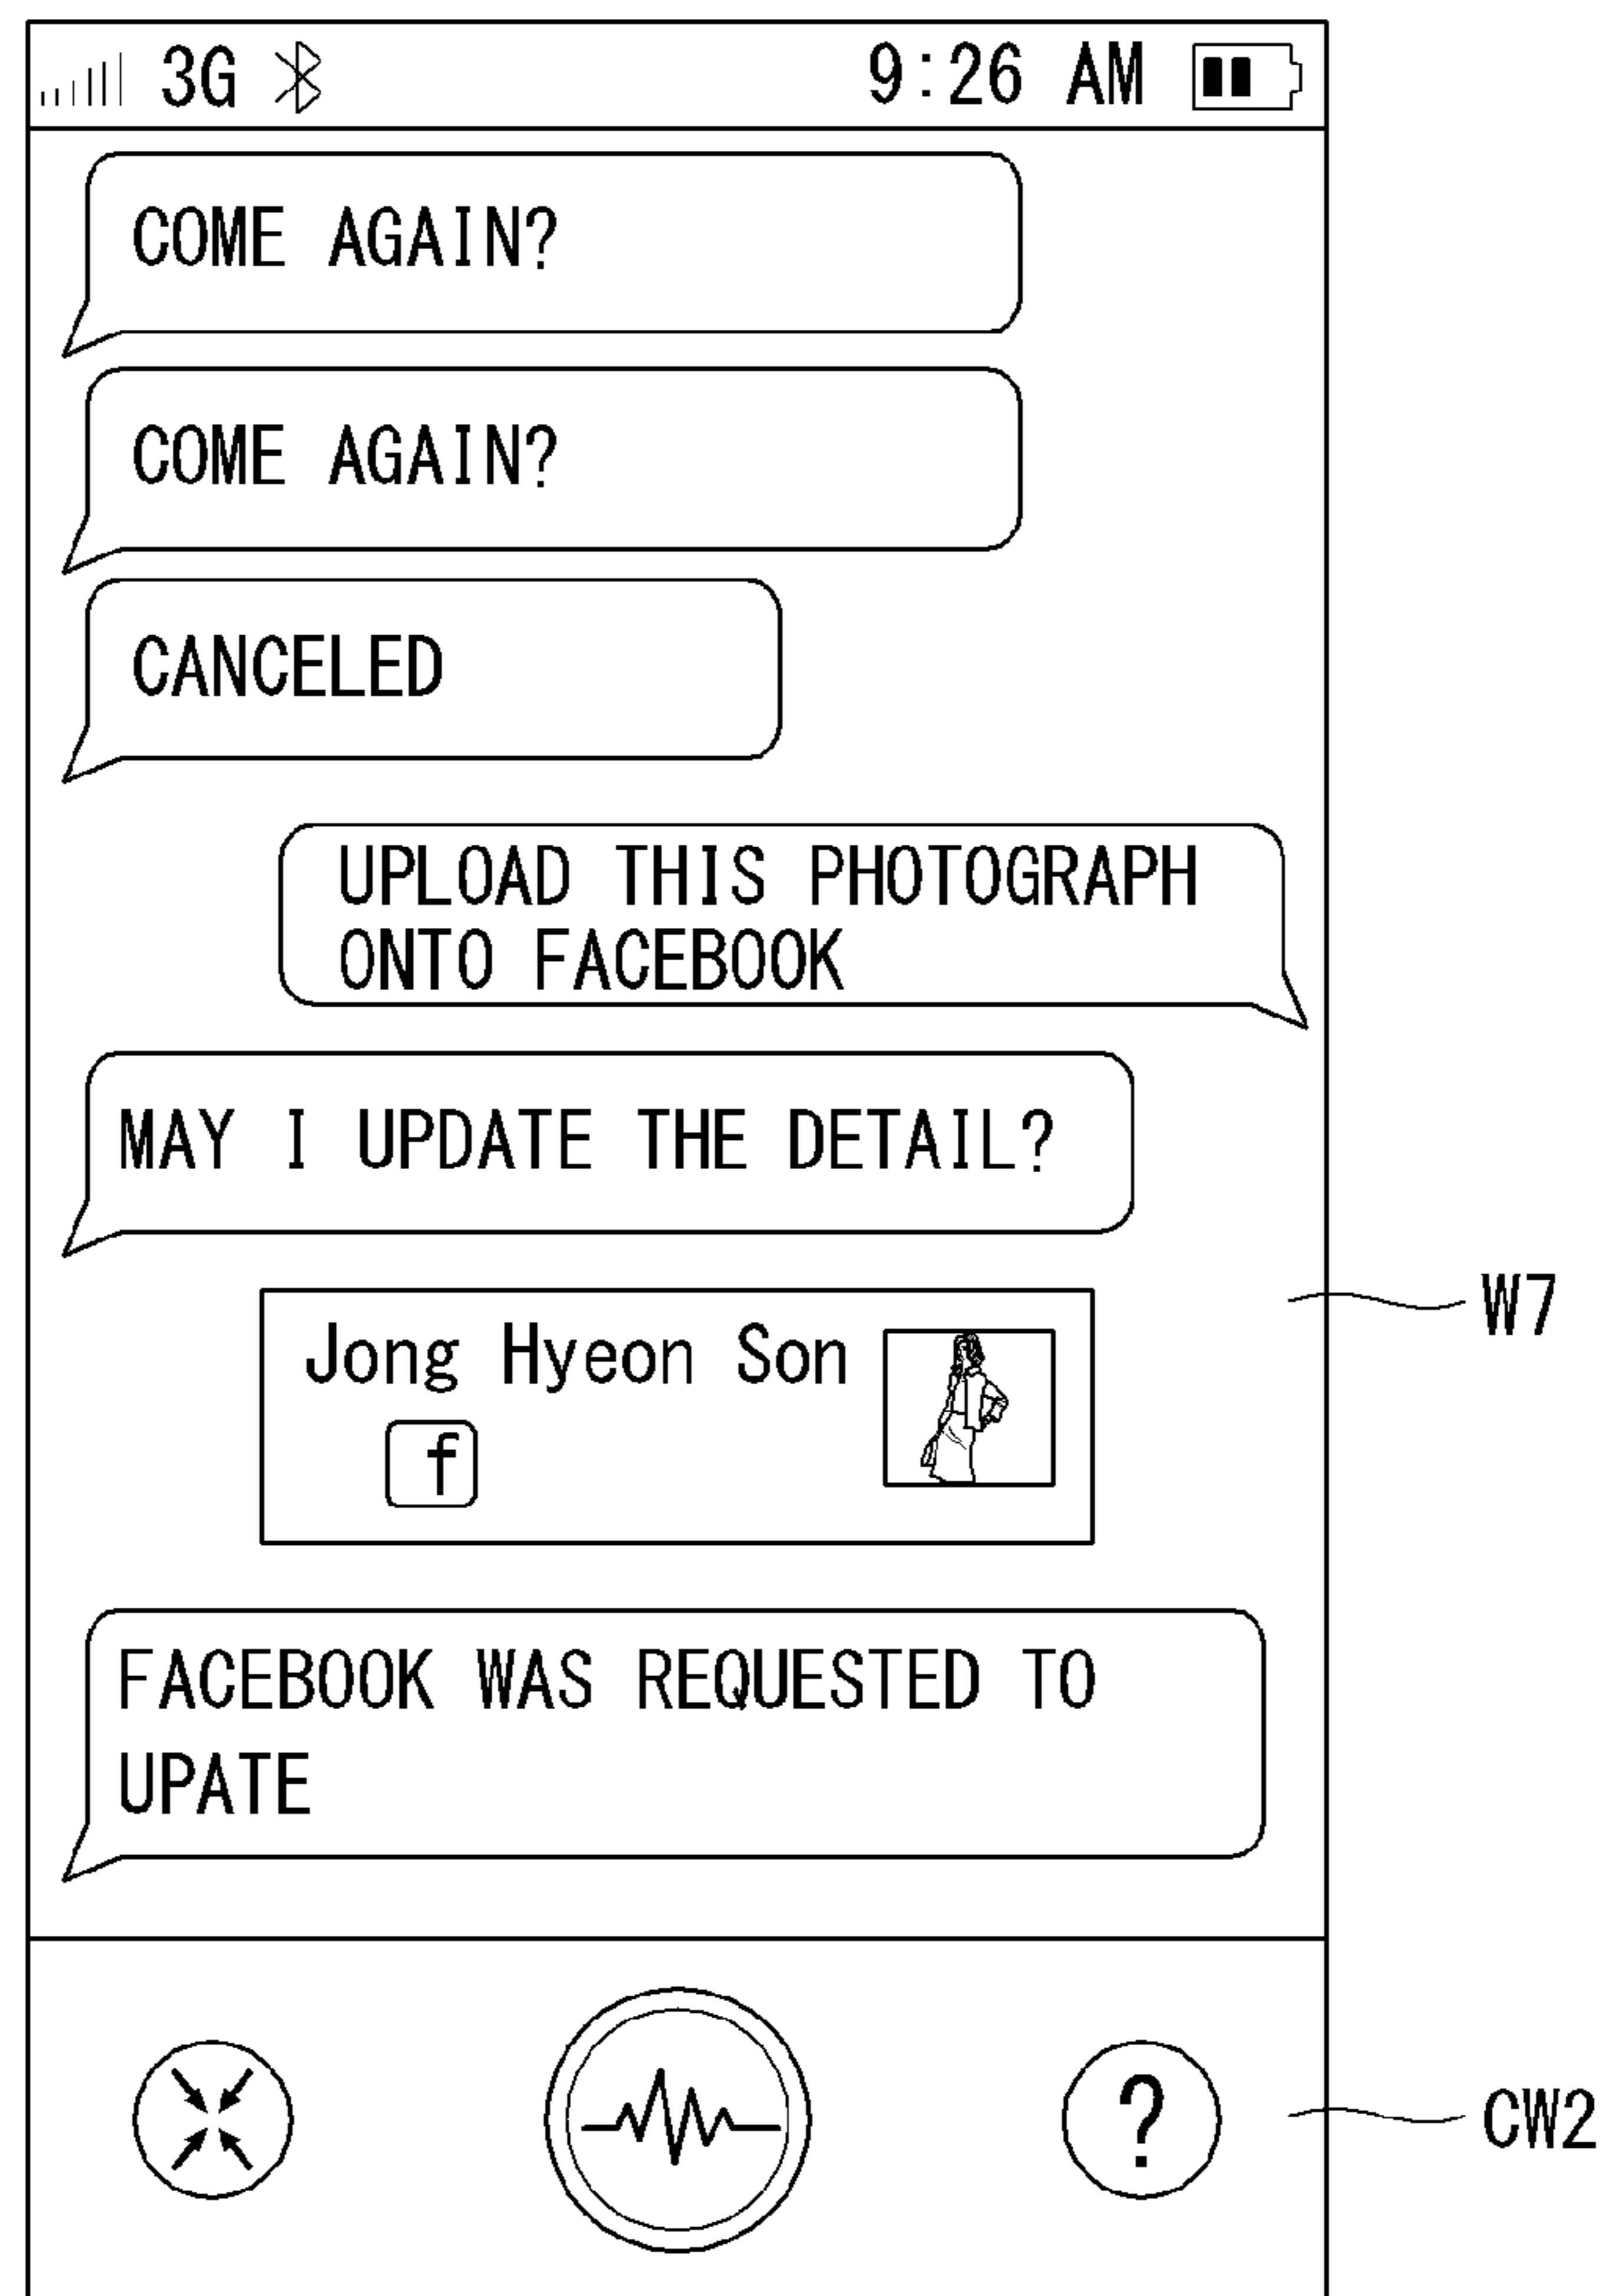 3G 9:26 AM
COME AGAIN?
COME AGAIN?
CANCELED
UPLOAD THIS PHOTOGRAPH
ONTO FACEBOOK
MAY I UPDATE THE DETAIL?
W7
Jong Hyeon Son
f
FACEBOOK WAS REQUESTED TO
UPATE
?
CW2